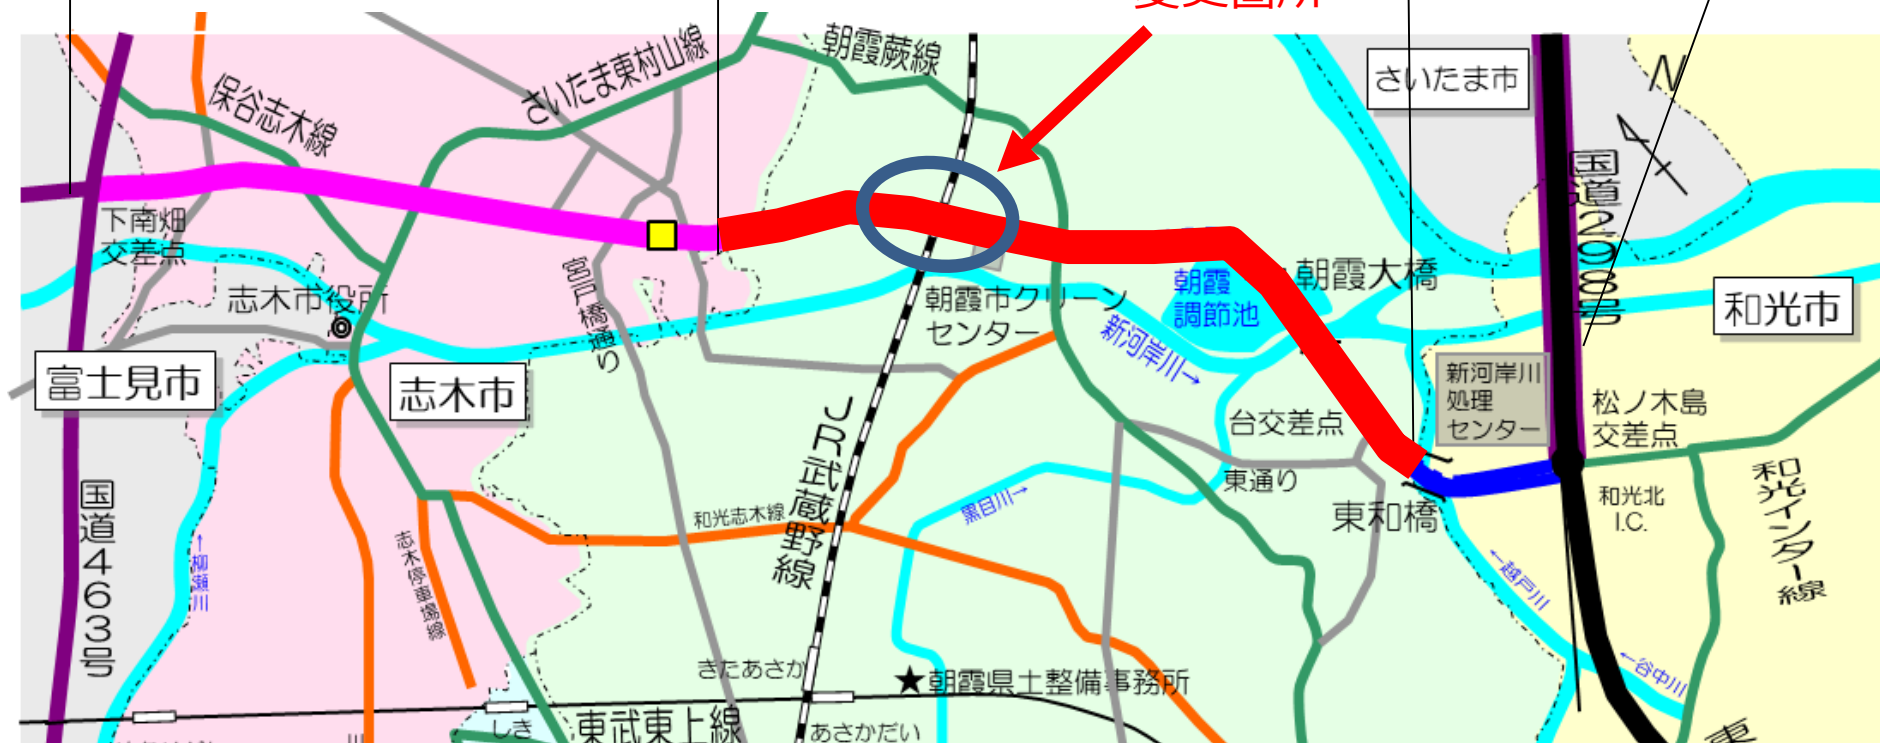 変更箇所
さいたま東村山線
朝霞蕨線
さいたま市
N
保谷志木線
国道298号
下南畑
交差点
志木市役所
宮戸橋通り
朝霞市クリーン
センター
朝霞
調節池
朝霞大橋
和光市
新河岸川→
富士見市
志木市
新河岸川
処理
センター
松ノ木島
交差点
JR武蔵野線
台交差点
東通り
和光インター線
国道463号
黒目川→
和光志木線
東和橋
和光北
I.C.
←柳瀬川
志木停車場線
←越戸川
←谷中川
きたあさか
★朝霞県土整備事務所
しき
東武東上線
あさかだい
東